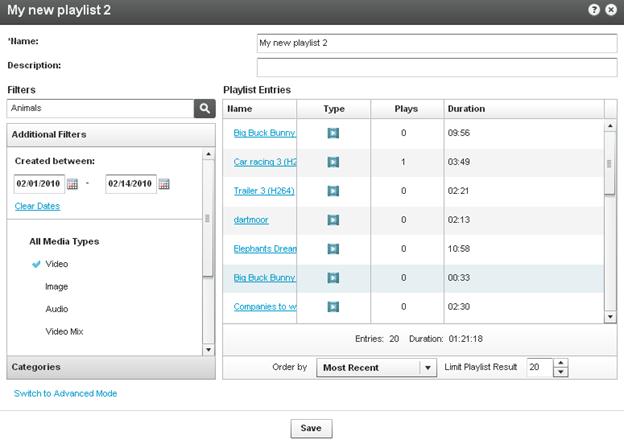 My new playlist 2
*Name: My new playlist 2
Description:
Filters
Animals
Additional Filters
Created between:
02/01/2010 - 02/14/2010
Clear Dates
All Media Types
Video
Image
Audio
Video Mix
Categories
Switch to Advanced Mode
Playlist Entries
Name Type Plays Duration
Big Buck Bunny 0 09:56
Car racing 3 (H2 1 03:49
Trailer 3 (H264) 0 02:21
dartmoor 0 02:13
Elephants Drean 0 10:58
Big Buck Bunny 0 00:33
Companies to w 0 02:30
Entries: 20 Duration: 01:21:18
Order by Most Recent Limit Playlist Result 20
Save